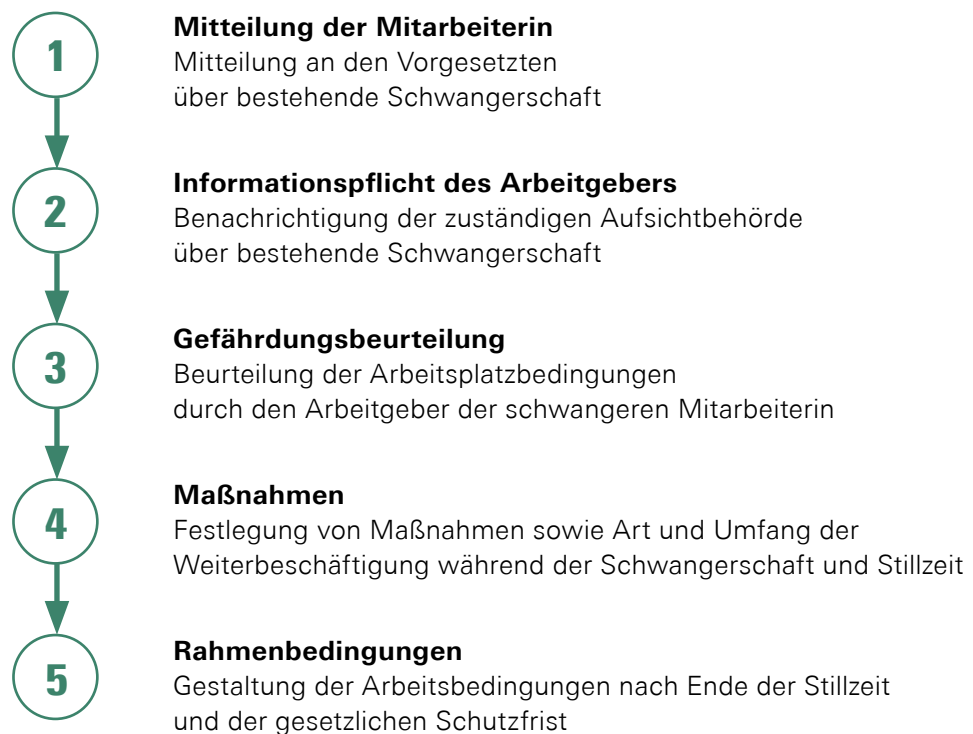 1
Mitteilung der Mitarbeiterin
Mitteilung an den Vorgesetzten
über bestehende Schwangerschaft
2
Informationspflicht des Arbeitgebers
Benachrichtigung der zuständigen Aufsichtbehörde
über bestehende Schwangerschaft
3
Gefährdungsbeurteilung
Beurteilung der Arbeitsplatzbedingungen
durch den Arbeitgeber der schwangeren Mitarbeiterin
4
Maßnahmen
Festlegung von Maßnahmen sowie Art und Umfang der
Weiterbeschäftigung während der Schwangerschaft und Stillzeit
5
Rahmenbedingungen
Gestaltung der Arbeitsbedingungen nach Ende der Stillzeit
und der gesetzlichen Schutzfrist